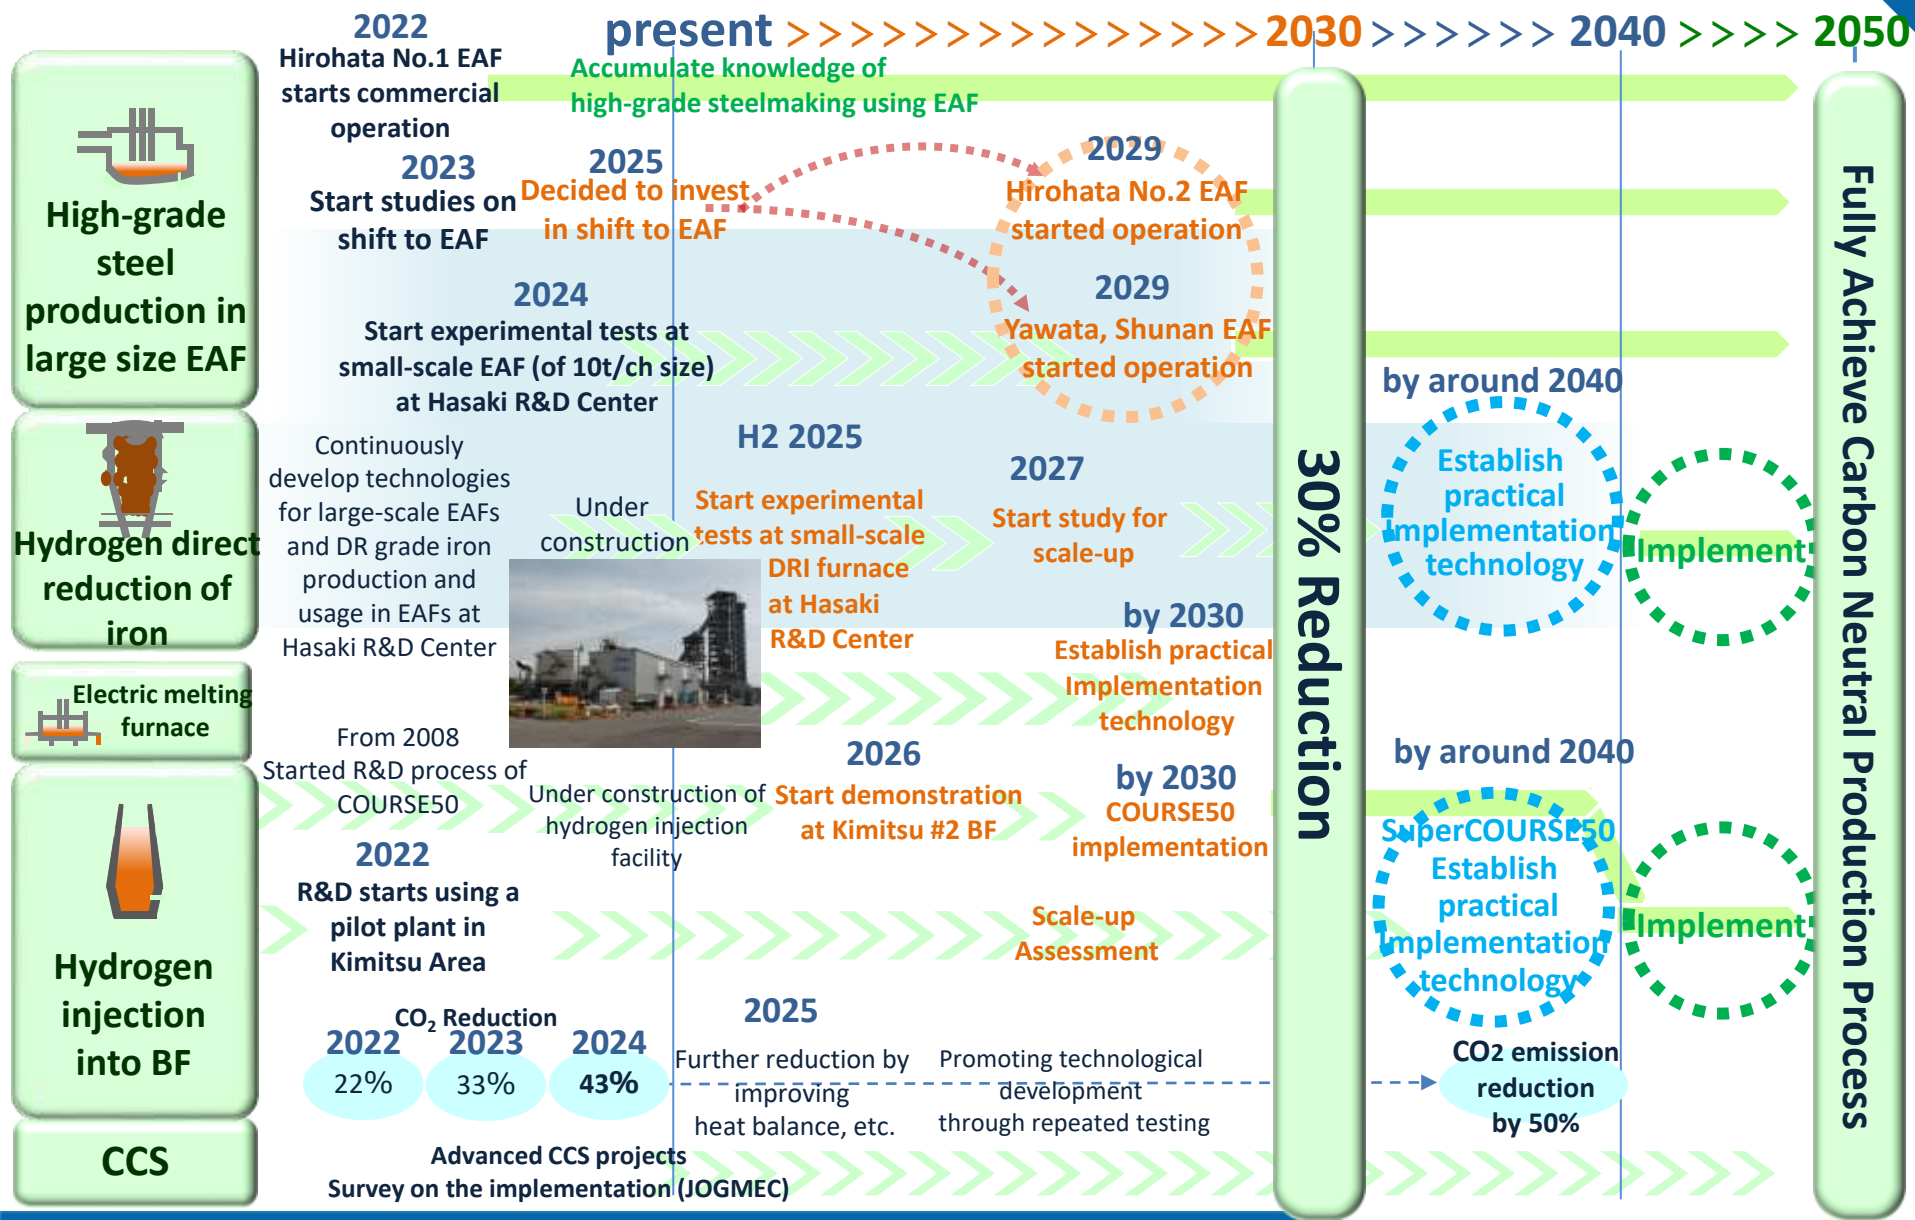 present >>>>>>>>>>>>>>> 2030 >>>>>> 2040 >>>> 2050
High-grade
steel
production in
large size EAF
2022
Hirohata No.1 EAF
starts commercial
operation
Accumulate knowledge of
high-grade steelmaking using EAF
2023
Start studies on
shift to EAF
2025
Decided to invest
in shift to EAF
2029
Hirohata No.2 EAF
started operation
2024
Start experimental tests at
small-scale EAF (of 10t/ch size)
at Hasaki R&D Center
2029
Yawata, Shunan EAF
started operation
Hydrogen direct
reduction of
iron
Continuously
develop technologies
for large-scale EAFs
and DR grade iron
production and
usage in EAFs at
Hasaki R&D Center
Under
construction
H2 2025
Start experimental
tests at small-scale
DRI furnace
at Hasaki
R&D Center
2027
Start study for
scale-up
by around 2040
Establish
practical
Implementation
technology
Implement
Electric melting
furnace
by 2030
Establish practical
Implementation
technology
Hydrogen
injection
into BF
From 2008
Started R&D process of
COURSE50
Under construction of
hydrogen injection
facility
2026
Start demonstration
at Kimitsu #2 BF
by 2030
COURSE50
implementation
2022
R&D starts using a
pilot plant in
Kimitsu Area
Scale-up
Assessment
by around 2040
SuperCOURSE50
Establish
practical
Implementation
technology
Implement
CO2 Reduction
2022
22%
2023
33%
2024
43%
2025
Further reduction by
improving
heat balance, etc.
Promoting technological
development
through repeated testing
CO2 emission
reduction
by 50%
CCS
Advanced CCS projects
Survey on the implementation (JOGMEC)
30% Reduction
Fully Achieve Carbon Neutral Production Process